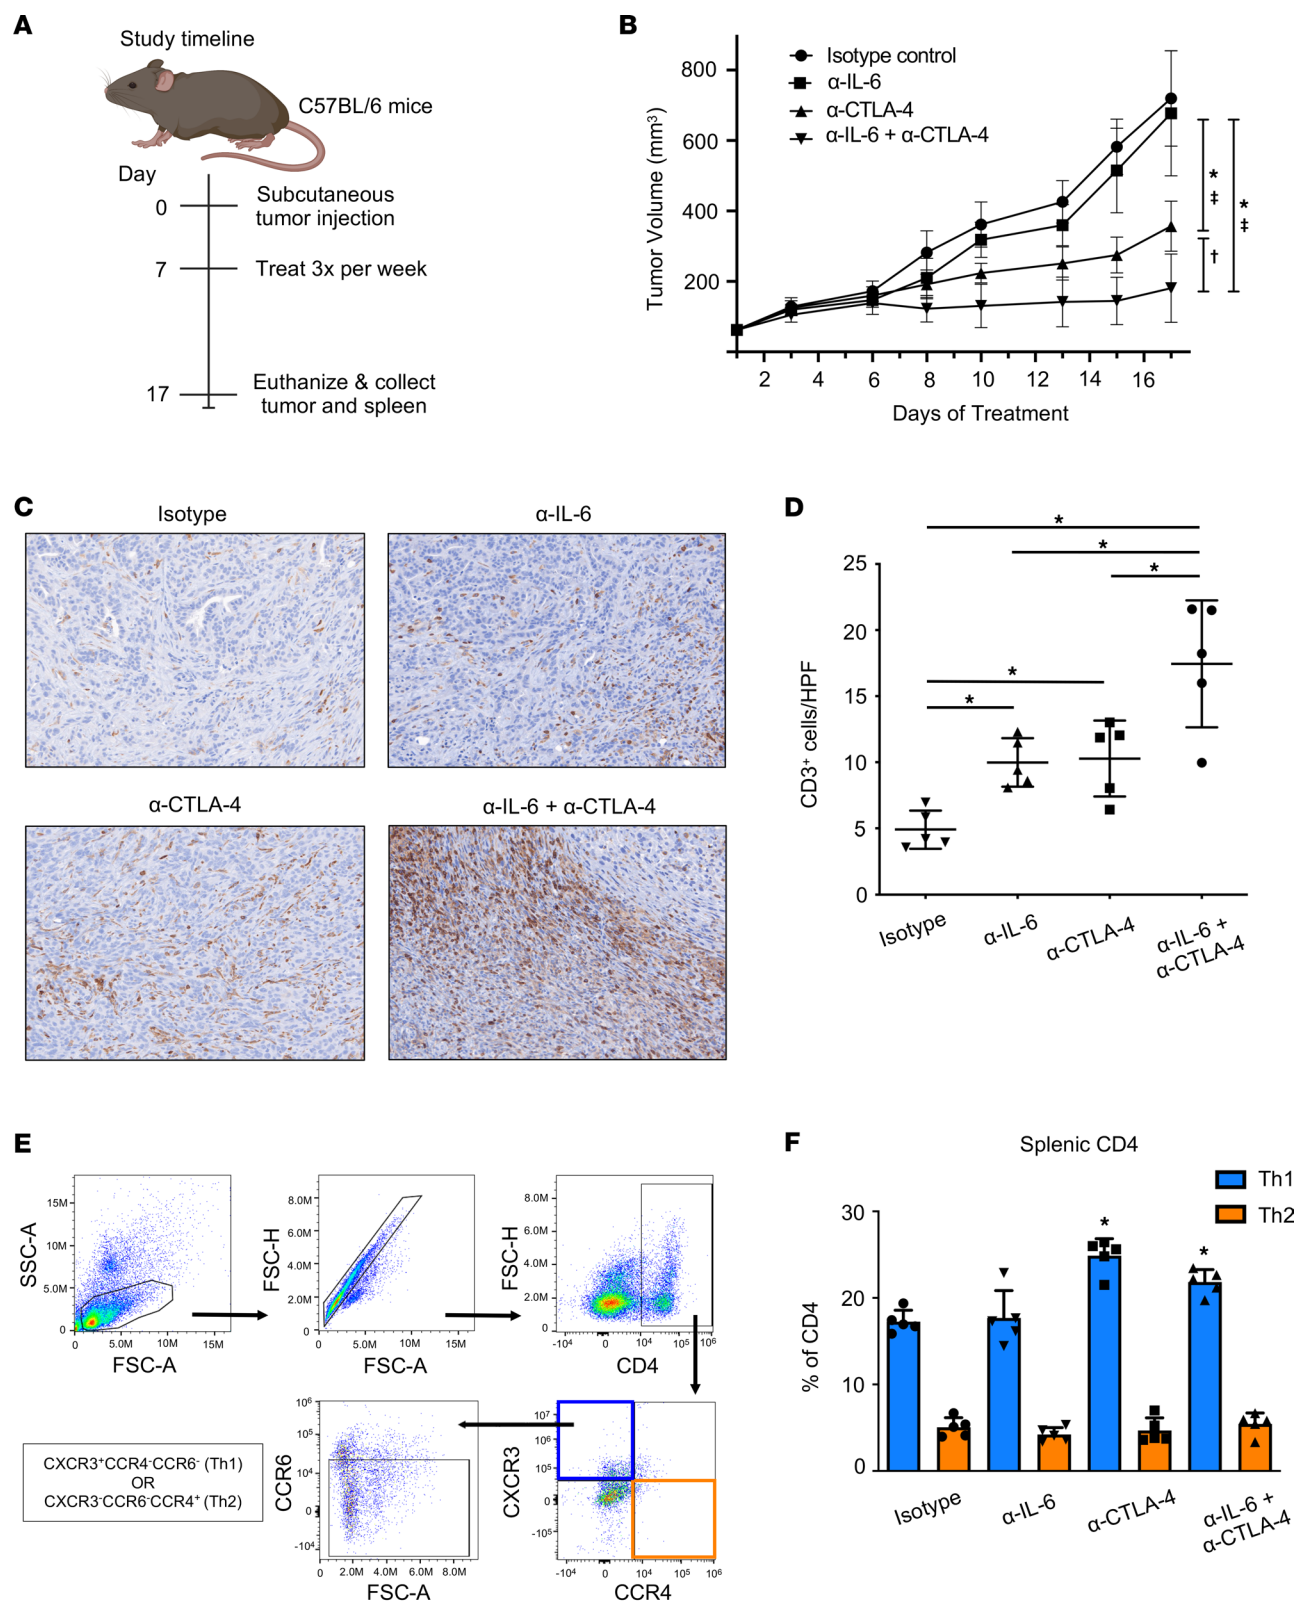 A
Study timeline
C57BL/6 mice
Day
0
Subcutaneous
tumor injection
7
Treat 3x per week
17
Euthanize & collect
tumor and spleen
B
Isotype control
α-IL-6
α-CTLA-4
α-IL-6 + α-CTLA-4
Tumor Volume (mm³)
800
600
400
200
2 4 6 8 10 12 14 16
Days of Treatment
*
‡
†
*
‡
C
Isotype
α-IL-6
α-CTLA-4
α-IL-6 + α-CTLA-4
D
*
*
*
*
*
CD3⁺ cells/HPF
25
20
15
10
5
0
Isotype
α-IL-6
α-CTLA-4
α-IL-6 +
α-CTLA-4
E
SSC-A
15M
10M
5.0M
0
0 5.0M 10M 15M
FSC-A
FSC-H
8.0M
6.0M
4.0M
2.0M
0
0 5.0M 10M 15M
FSC-A
FSC-H
8.0M
6.0M
4.0M
2.0M
0
-10⁴ 0 10⁴ 10⁵ 10⁶
CD4
CXCR3⁺CCR4⁻CCR6⁻ (Th1)
OR
CXCR3⁻CCR6⁻CCR4⁺ (Th2)
CCR6
10⁶
10⁵
10⁴
0
-10⁴
0 2.0M 4.0M 6.0M 8.0M
FSC-A
CXCR3
10⁷
10⁶
10⁵
0
-10⁵
-10⁴ 0 10⁴ 10⁵ 10⁶
CCR4
F
Splenic CD4
Th1
Th2
% of CD4
30
20
10
0
*
*
Isotype
α-IL-6
α-CTLA-4
α-IL-6 +
α-CTLA-4